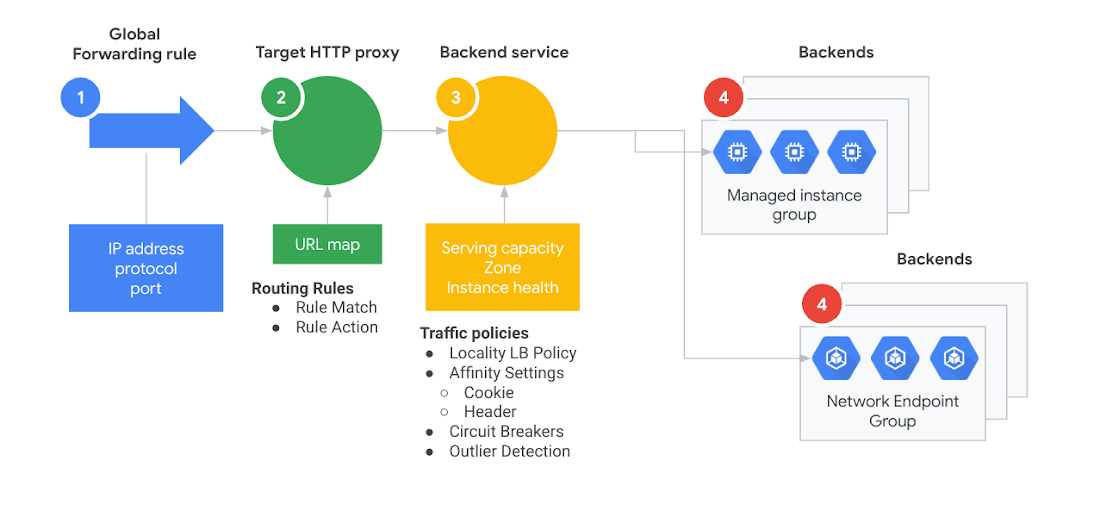 Global
Forwarding rule
1
IP address
protocol
port
Target HTTP proxy
2
URL map
Routing Rules
● Rule Match
● Rule Action
Backend service
3
Serving capacity
Zone
Instance health
Traffic policies
● Locality LB Policy
● Affinity Settings
○ Cookie
○ Header
● Circuit Breakers
● Outlier Detection
Backends
4
Managed instance
group
Backends
4
Network Endpoint
Group